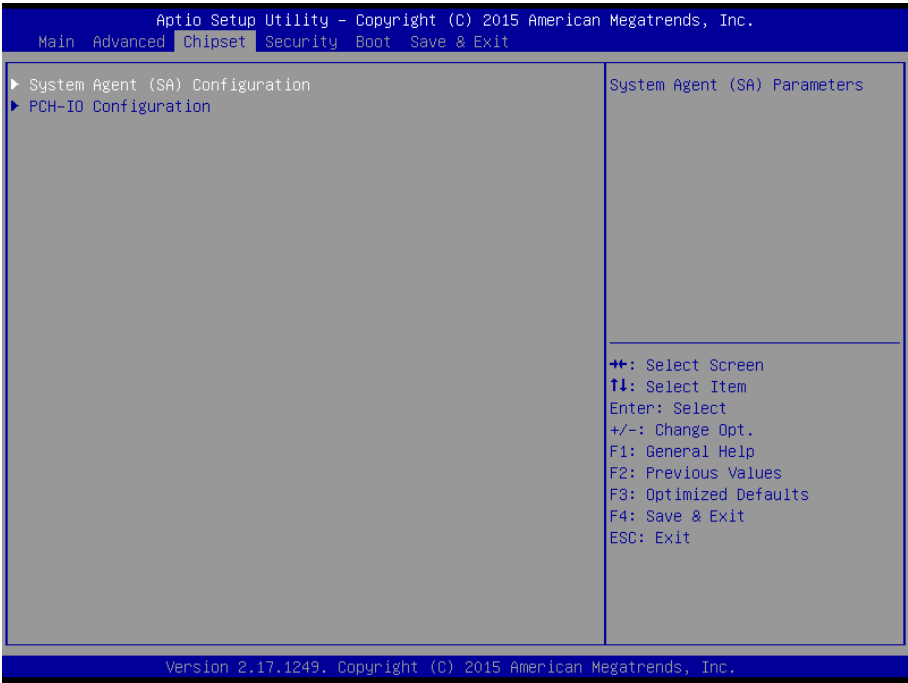 Aptio Setup Utility – Copyright (C) 2015 American Megatrends, Inc.
Main Advanced Chipset Security Boot Save & Exit
▶ System Agent (SA) Configuration
▶ PCH-IO Configuration
System Agent (SA) Parameters
→←: Select Screen
↑↓: Select Item
Enter: Select
+/-: Change Opt.
F1: General Help
F2: Previous Values
F3: Optimized Defaults
F4: Save & Exit
ESC: Exit
Version 2.17.1249. Copyright (C) 2015 American Megatrends, Inc.